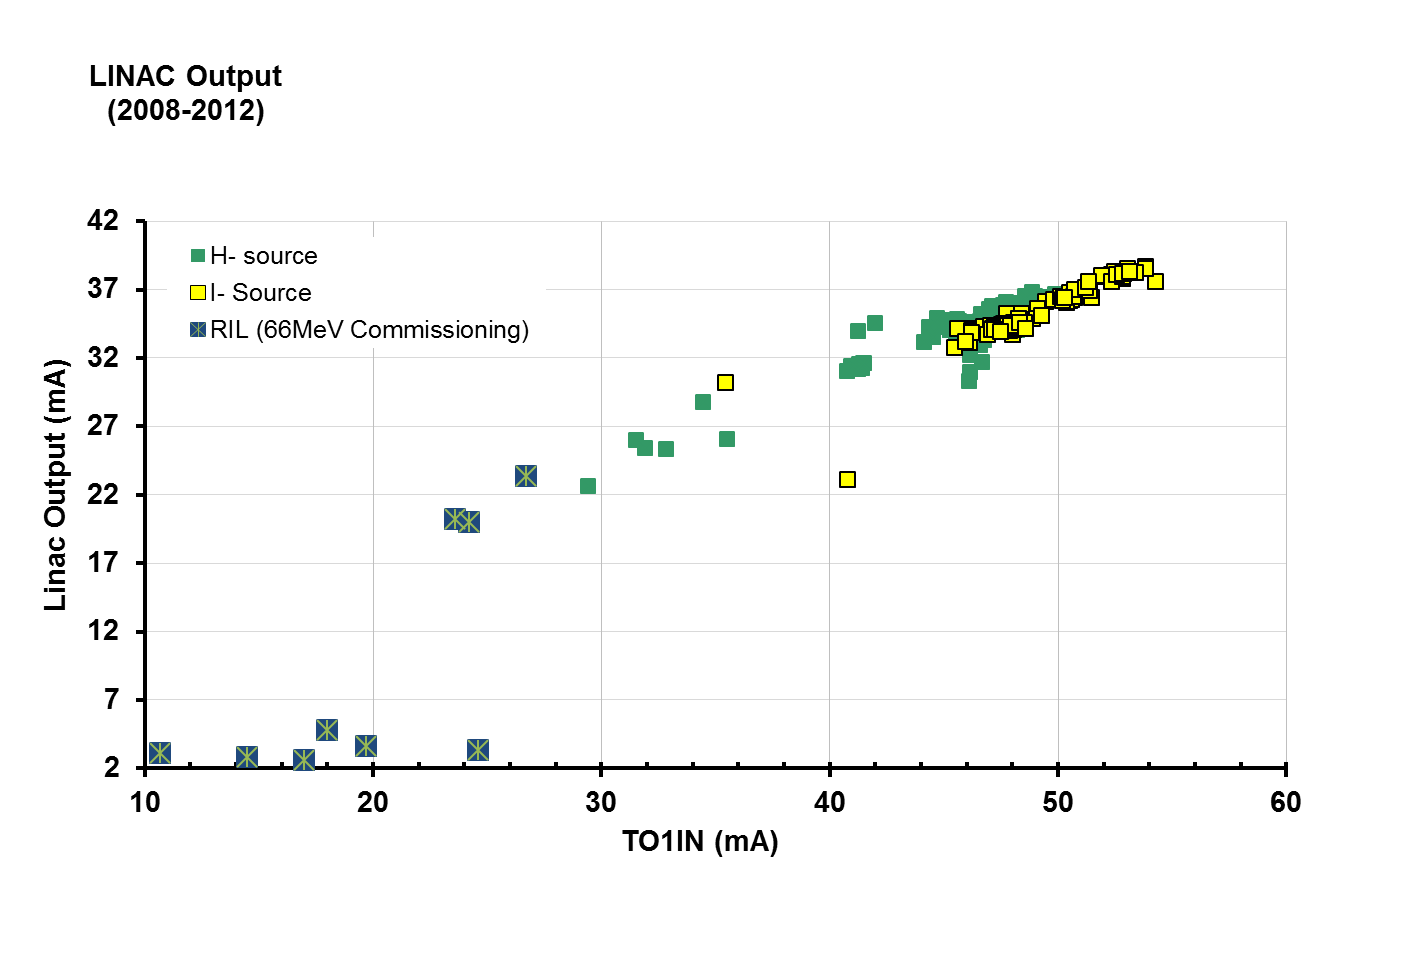 LINAC Output
(2008-2012)
42
37
32
27
22
17
12
7
2
Linac Output (mA)
H- source
I- Source
RIL (66MeV Commissioning)
10 20 30 40 50 60
TO1IN (mA)